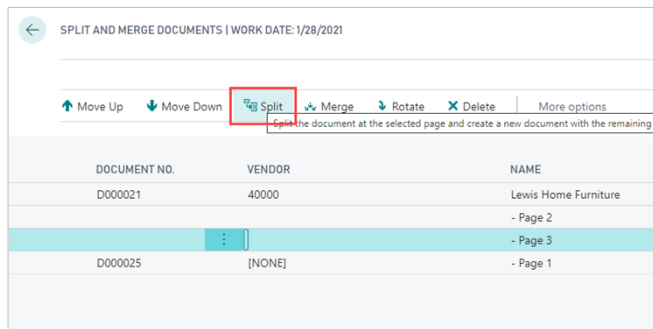 SPLIT AND MERGE DOCUMENTS | WORK DATE: 1/28/2021
Move Up Move Down Split Merge Rotate Delete More options
Split the document at the selected page and create a new document with the remaining
DOCUMENT NO. VENDOR NAME
D000021 40000 Lewis Home Furniture
- Page 2
- Page 3
D000025 [NONE] - Page 1